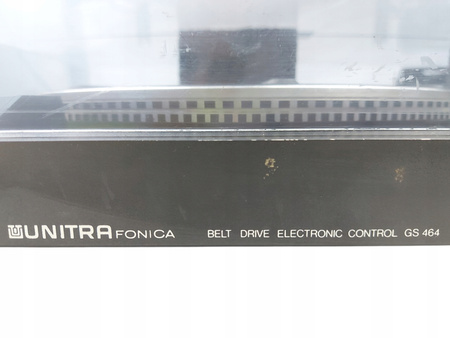 UNITRA FONICA BELT DRIVE ELECTRONIC CONTROL GS 464